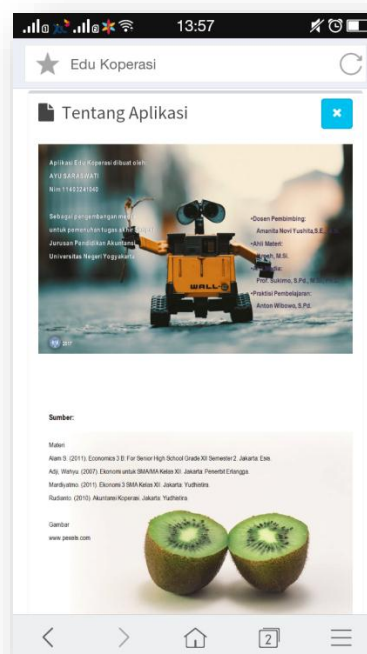 13:57
Edu Koperasi
Tentang Aplikasi
Aplikasi Edu Koperasi dibuat oleh:
AYU SARASWATI
Nim 11403241040
Sebagai pengembangan media
untuk pemenuhan tugas akhir
Jurusan Pendidikan Akuntansi
Universitas Negeri Yogyakarta
•Dosen Pembimbing:
Amanita Novi Yushita, S.E.,
•Ahli Materi:
M.Si.
Prof. Sukirno, S.Pd.,
•Praktisi Pembelajaran:
Anton Wibowo, S.Pd.
WALL-E
2017
Sumber:
Materi
Alam S. (2011). Economics 3 B: For Senior High School Grade XII Semester 2. Jakarta: Esis.
Adji, Wahyu. (2007). Ekonomi untuk SMA/MA Kelas XII. Jakarta: Penerbit Erlangga.
Mardiyatmo. (2011). Ekonomi 3 SMA Kelas XII. Jakarta: Yudhistira.
Rudianto. (2010). Akuntansi Koperasi. Jakarta: Yudhistira.
Gambar
www.pexels.com
2